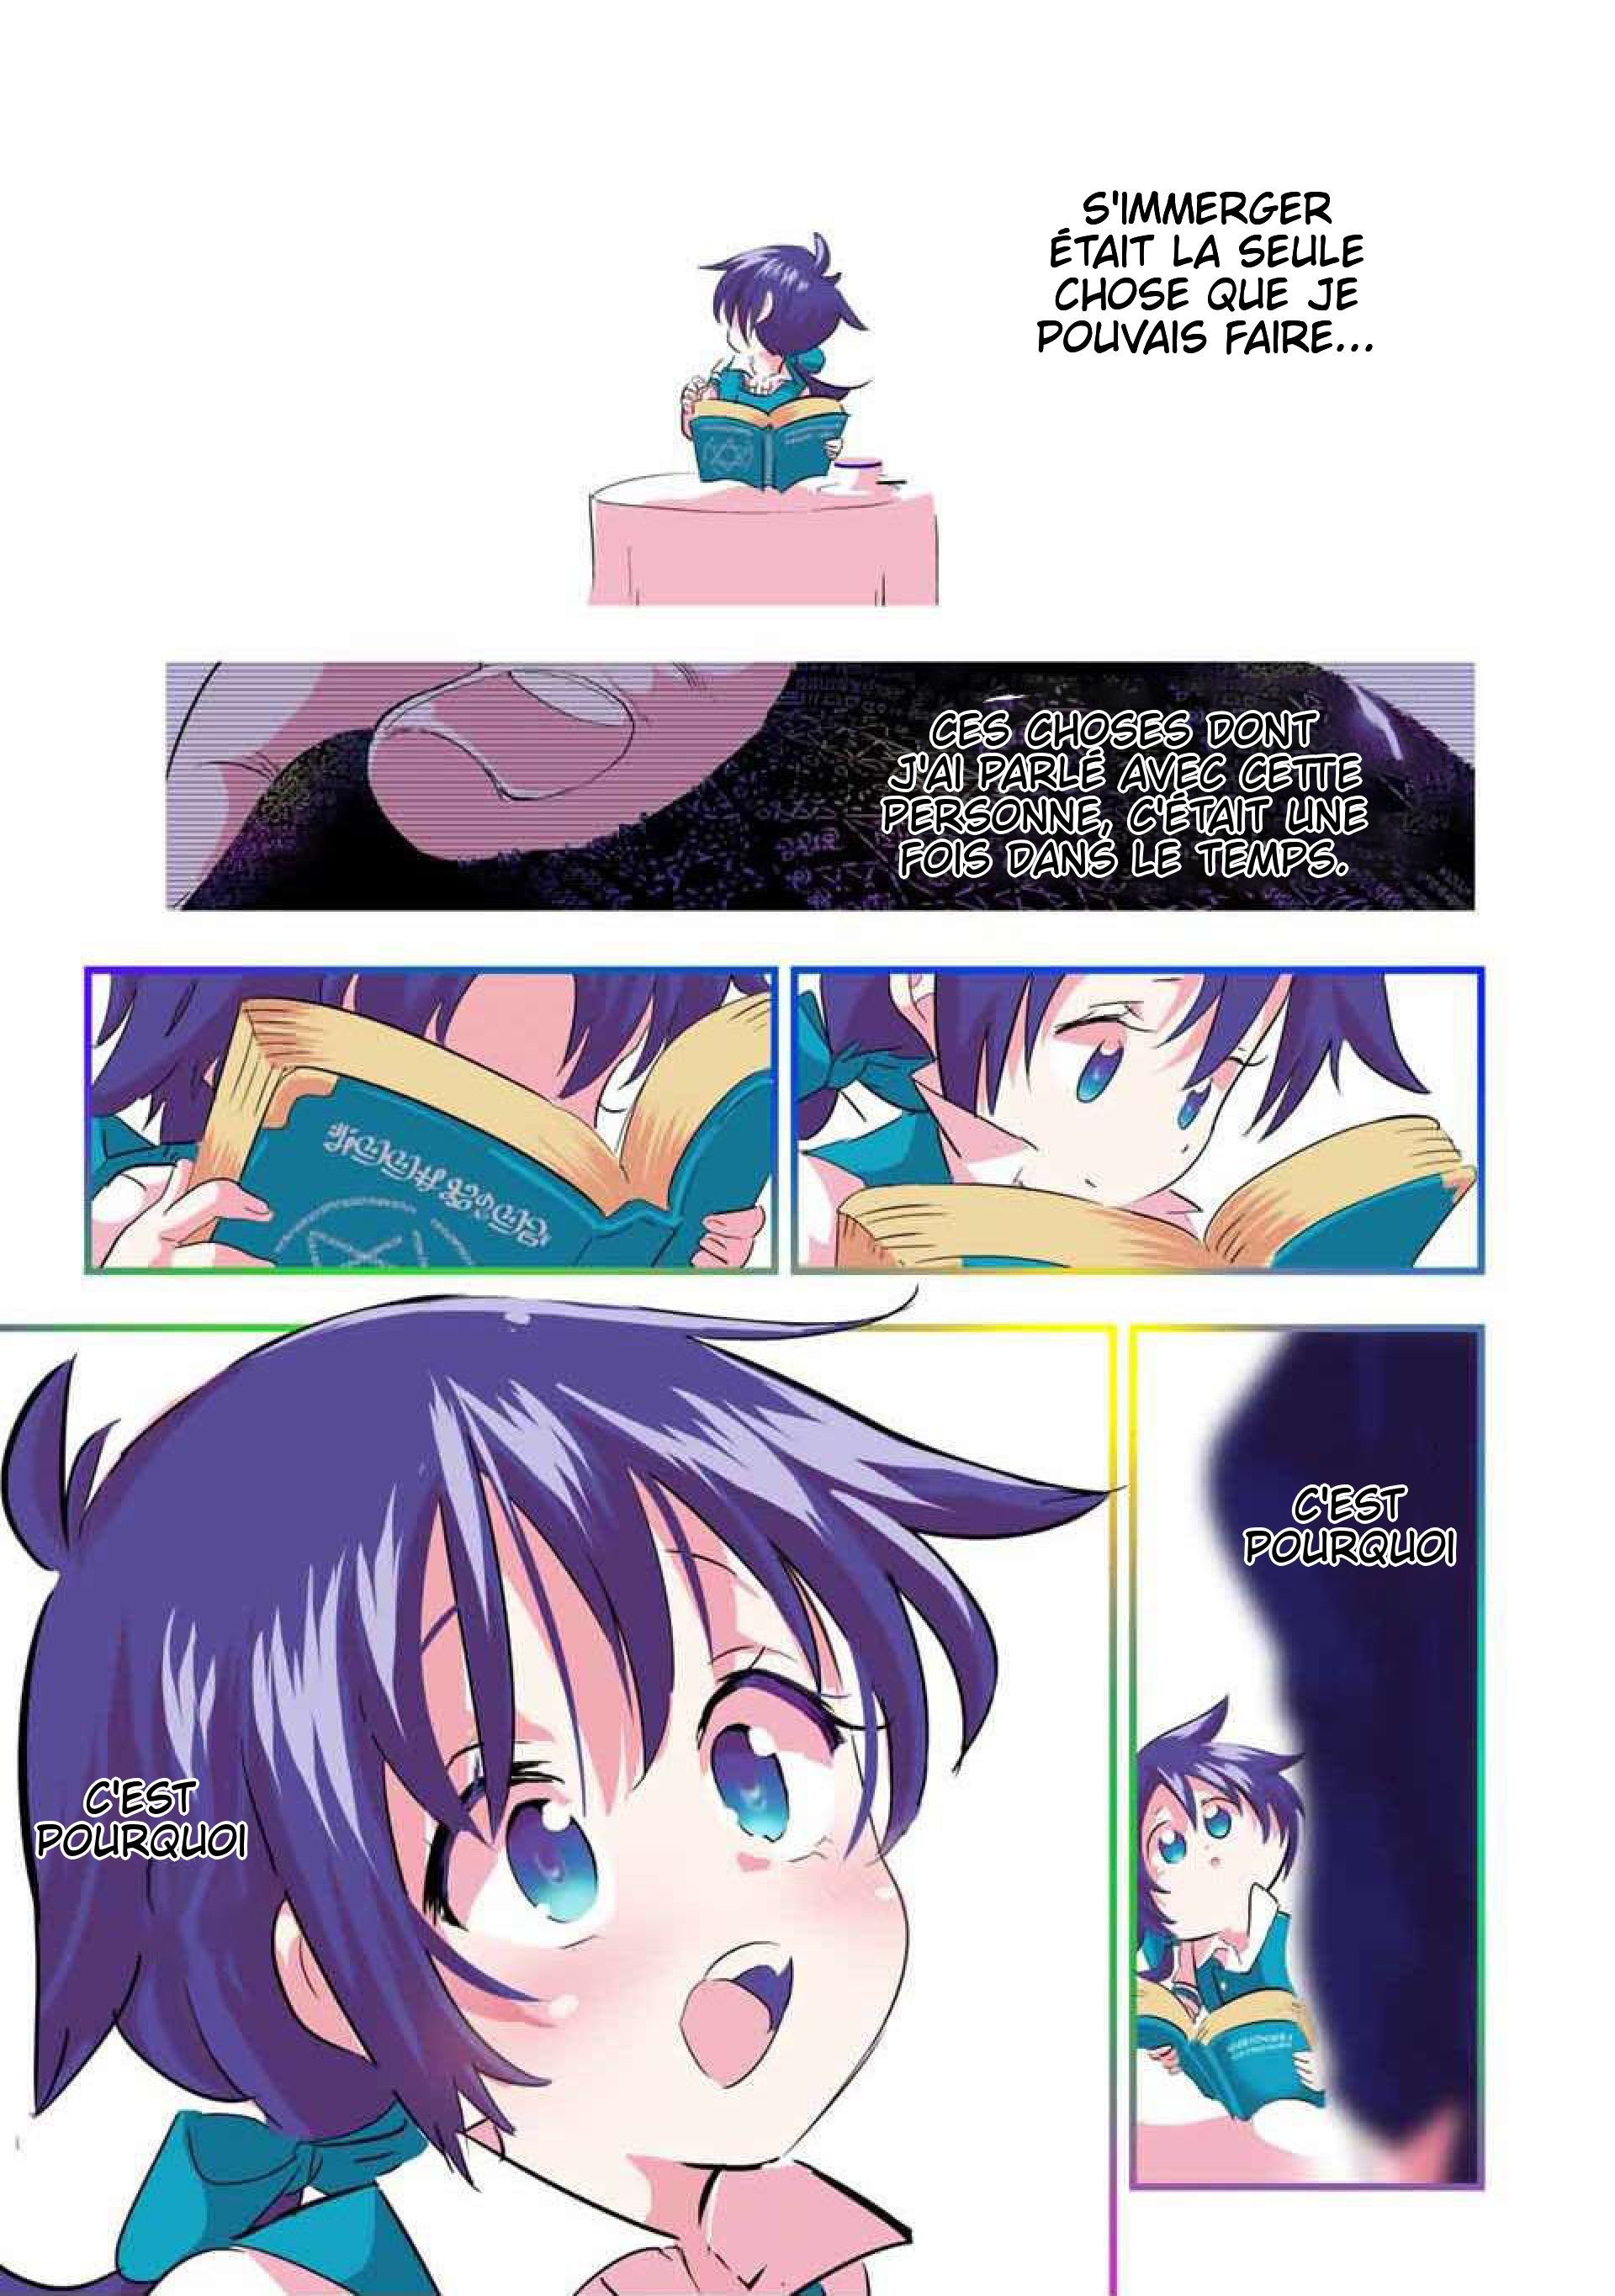 S'IMMERGER
ÉTAIT LA SEULE
CHOSE QUE JE
POUVAIS FAIRE...
CES CHOSES DONT
J'AI PARLÉ AVEC CETTE
PERSONNE, C'ÉTAIT UNE
FOIS DANS LE TEMPS.
C'EST
POURQUOI
C'EST
POURQUOI